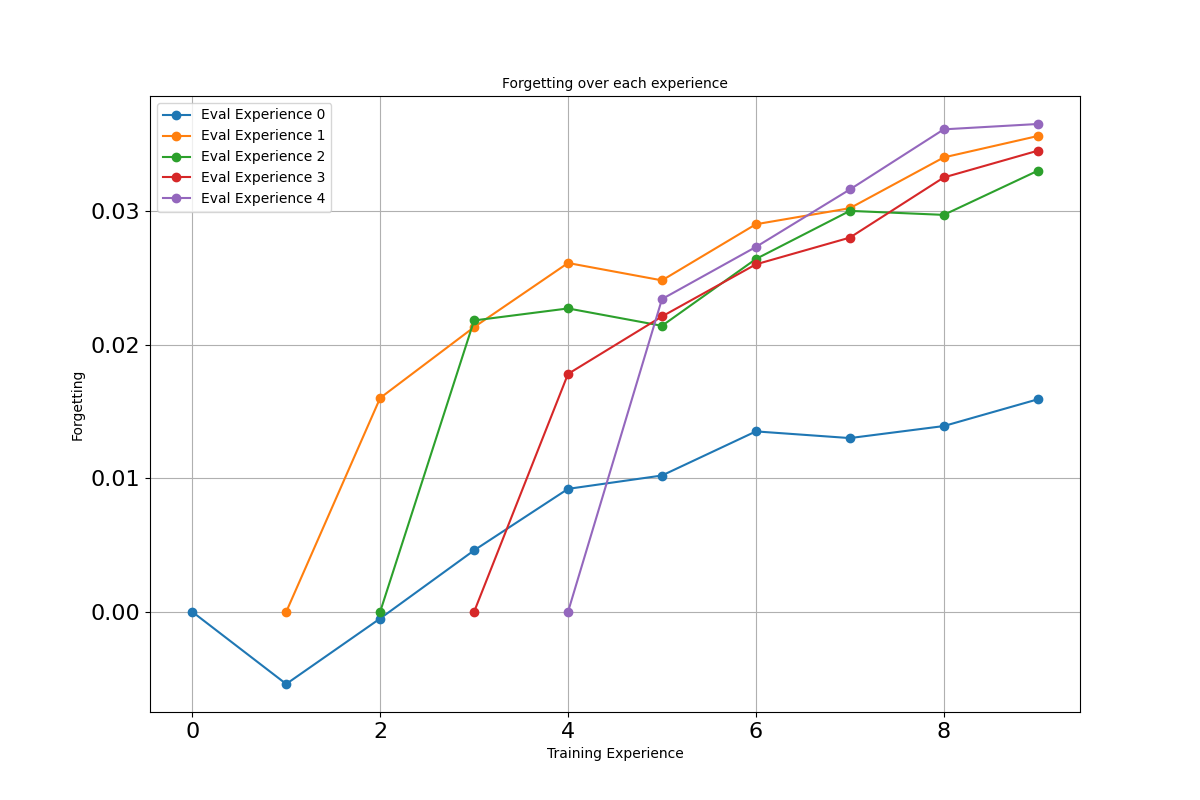 Forgetting over each experience
Eval Experience 0
Eval Experience 1
Eval Experience 2
Eval Experience 3
Eval Experience 4
0.03
0.02
0.01
0.00
Forgetting
0 2 4 6 8
Training Experience